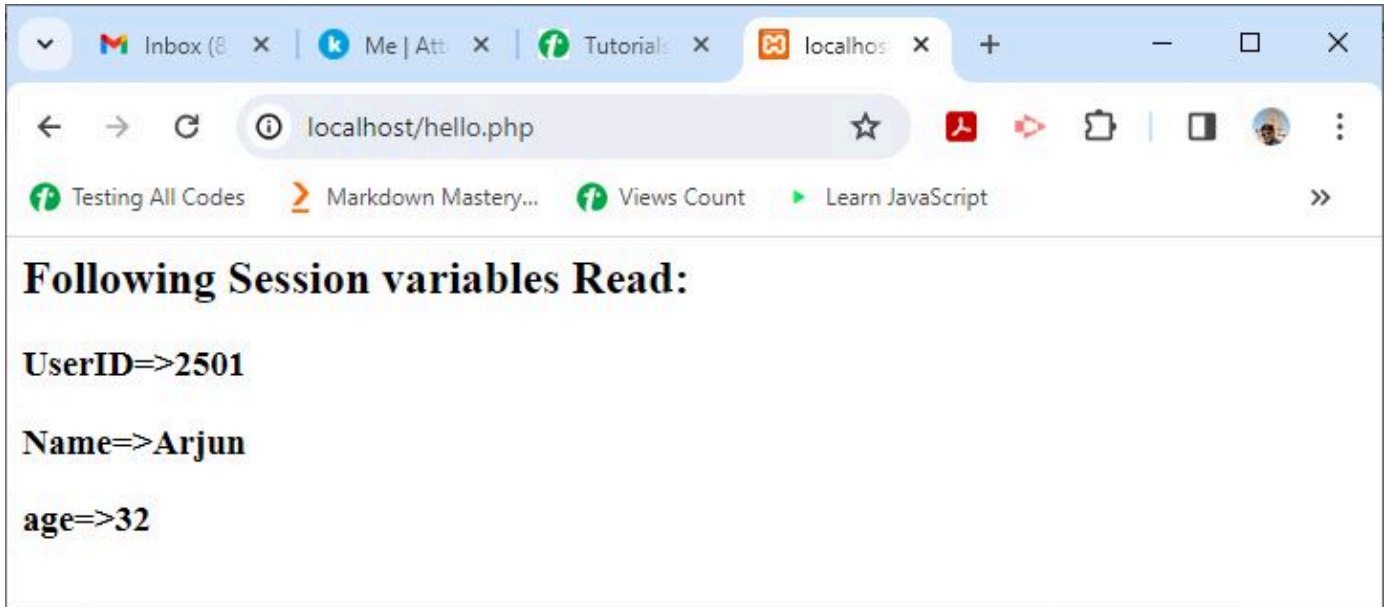 Inbox (8
Me | Att
Tutorials
localhos
localhost/hello.php
Testing All Codes
Markdown Mastery...
Views Count
Learn JavaScript
Following Session variables Read:
UserID=>2501
Name=>Arjun
age=>32